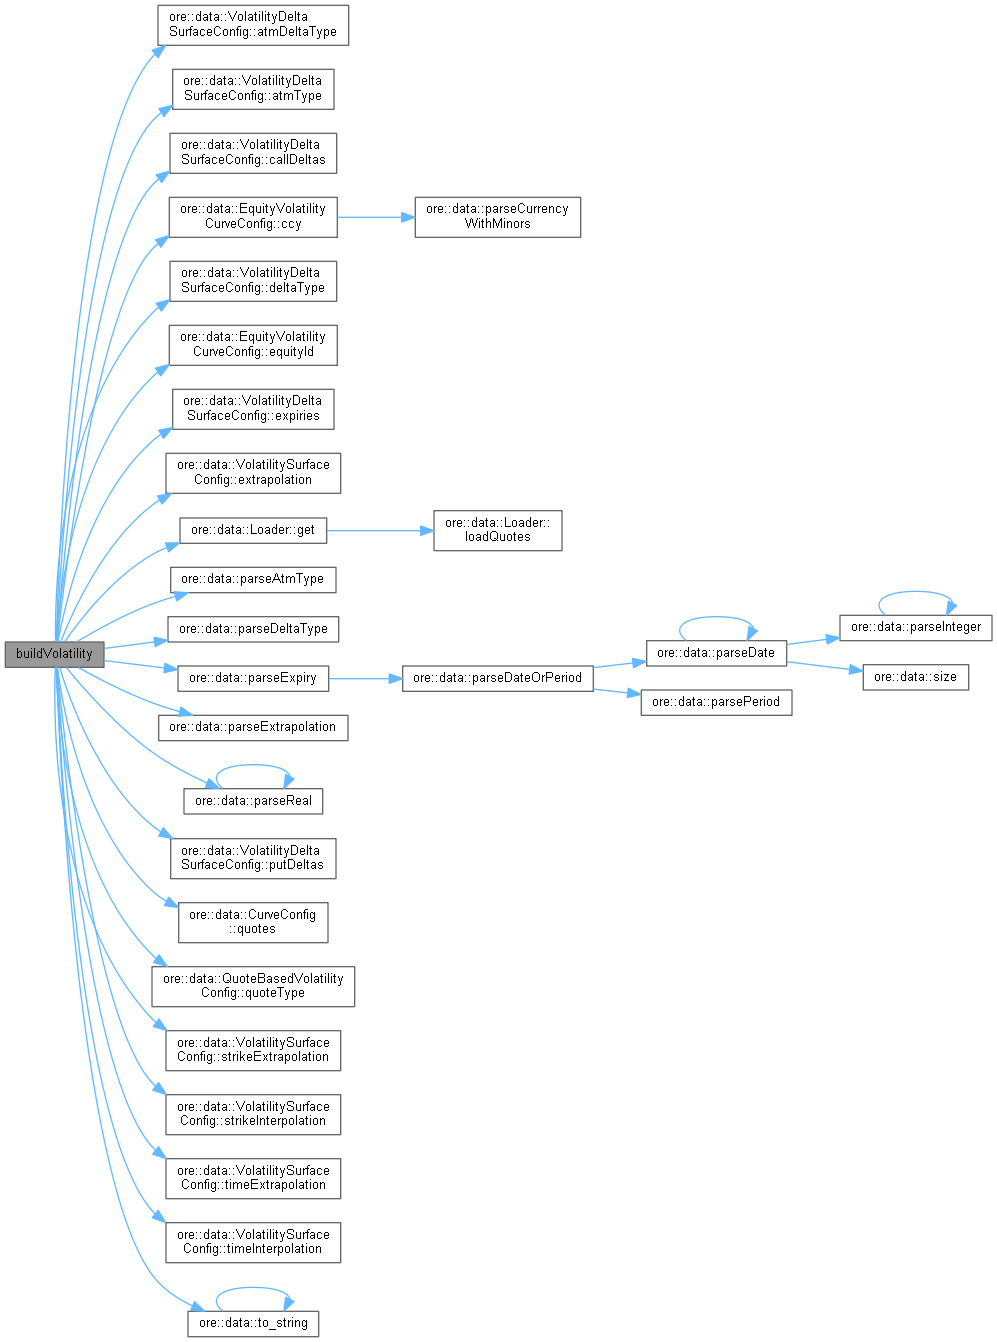 ore::data::VolatilityDelta
SurfaceConfig::atmDeltaType
ore::data::VolatilityDelta
SurfaceConfig::atmType
ore::data::VolatilityDelta
SurfaceConfig::callDeltas
ore::data::EquityVolatility
CurveConfig::ccy
ore::data::parseCurrency
WithMinors
ore::data::VolatilityDelta
SurfaceConfig::deltaType
ore::data::EquityVolatility
CurveConfig::equityId
ore::data::VolatilityDelta
SurfaceConfig::expiries
ore::data::VolatilitySurface
Config::extrapolation
ore::data::Loader::get
ore::data::Loader::
loadQuotes
ore::data::parseAtmType
ore::data::parseDeltaType
buildVolatility
ore::data::parseExpiry
ore::data::parseDateOrPeriod
ore::data::parseDate
ore::data::parseInteger
ore::data::size
ore::data::parsePeriod
ore::data::parseExtrapolation
ore::data::parseReal
ore::data::VolatilityDelta
SurfaceConfig::putDeltas
ore::data::CurveConfig
::quotes
ore::data::QuoteBasedVolatility
Config::quoteType
ore::data::VolatilitySurface
Config::strikeExtrapolation
ore::data::VolatilitySurface
Config::strikeInterpolation
ore::data::VolatilitySurface
Config::timeExtrapolation
ore::data::VolatilitySurface
Config::timeInterpolation
ore::data::to_string